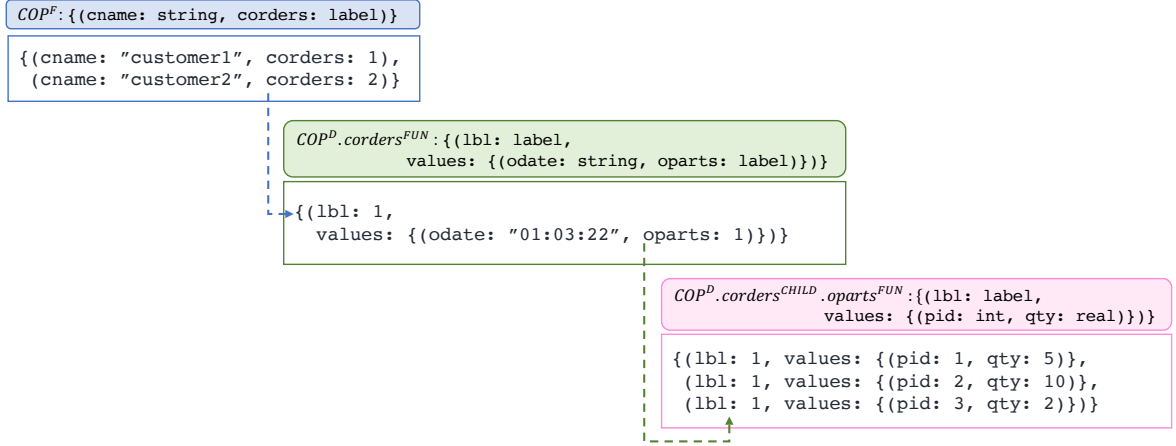 COP^F: {(cname: string, corders: label)}
{(cname: ”customer1”, corders: 1),
(cname: ”customer2”, corders: 2)}
COP^D.corders^FUN: {(lbl: label,
values: {(odate: string, oparts: label)})}
{(lbl: 1,
values: {(odate: ”01:03:22”, oparts: 1)})}
COP^D.corders^CHILD.oparts^FUN:{(lbl: label,
values: {(pid: int, qty: real)})}
{(lbl: 1, values: {(pid: 1, qty: 5)},
(lbl: 1, values: {(pid: 2, qty: 10)},
(lbl: 1, values: {(pid: 3, qty: 2)})}